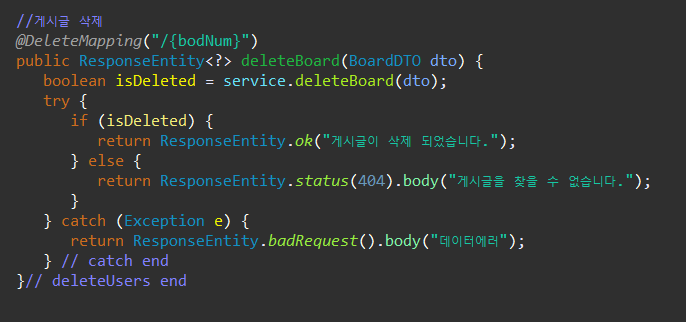 //게시글 삭제
@DeleteMapping("/{bodNum}")
public ResponseEntity<?> deleteBoard(BoardDTO dto) {
   boolean isDeleted = service.deleteBoard(dto);
   try {
      if (isDeleted) {
         return ResponseEntity.ok("게시글이 삭제 되었습니다.");
      } else {
         return ResponseEntity.status(404).body("게시글을 찾을 수 없습니다.");
      }
   } catch (Exception e) {
      return ResponseEntity.badRequest().body("데이터에러");
   } // catch end
}// deleteUsers end